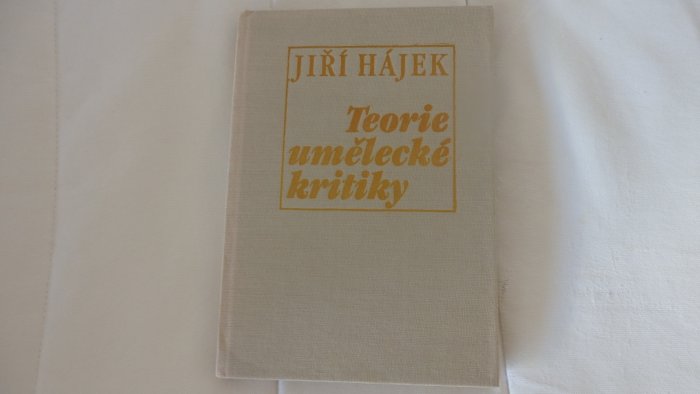 JIŘÍ HÁJEK
Teorie
umělecké
kritiky